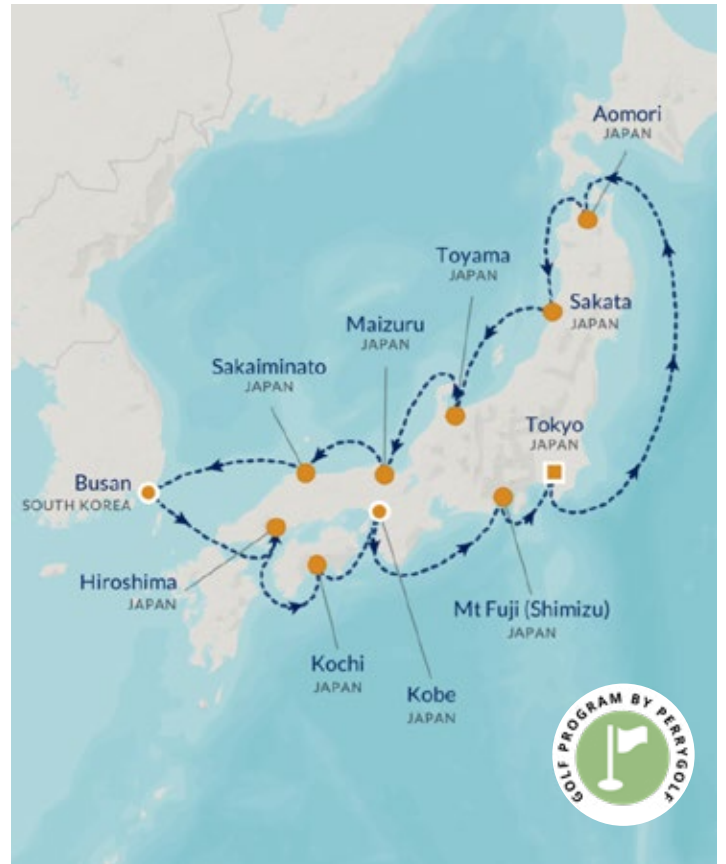 Aomori
JAPAN
Toyama
JAPAN
Sakata
JAPAN
Maizuru
JAPAN
Sakaiminato
JAPAN
Tokyo
JAPAN
Busan
SOUTH KOREA
Hiroshima
JAPAN
Mt Fuji (Shimizu)
JAPAN
Kochi
JAPAN
Kobe
JAPAN
GOLF PROGRAM BY PERRYGOLF